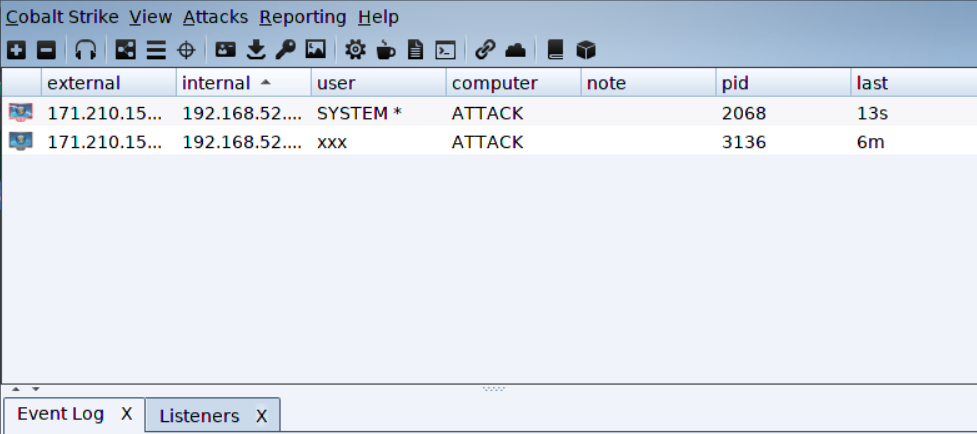 Cobalt Strike View Attacks Reporting Help
external internal user computer note pid last
171.210.15... 192.168.52.... SYSTEM * ATTACK 2068 13s
171.210.15... 192.168.52.... xxx ATTACK 3136 6m
Event Log X Listeners X